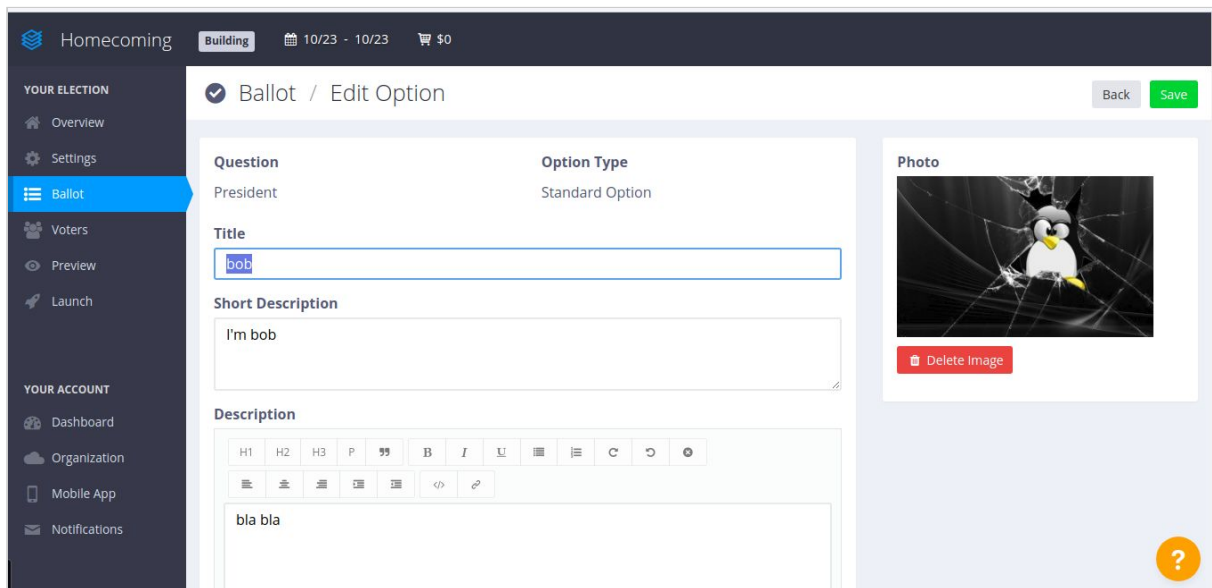 Homecoming Building 10/23 - 10/23 $0
YOUR ELECTION
Overview
Settings
Ballot
Voters
Preview
Launch
YOUR ACCOUNT
Dashboard
Organization
Mobile App
Notifications
Ballot / Edit Option
Back Save
Question Option Type
President Standard Option
Title
bob
Short Description
I'm bob
Description
H1 H2 H3 P B I U
bla bla
Photo
Delete Image
?